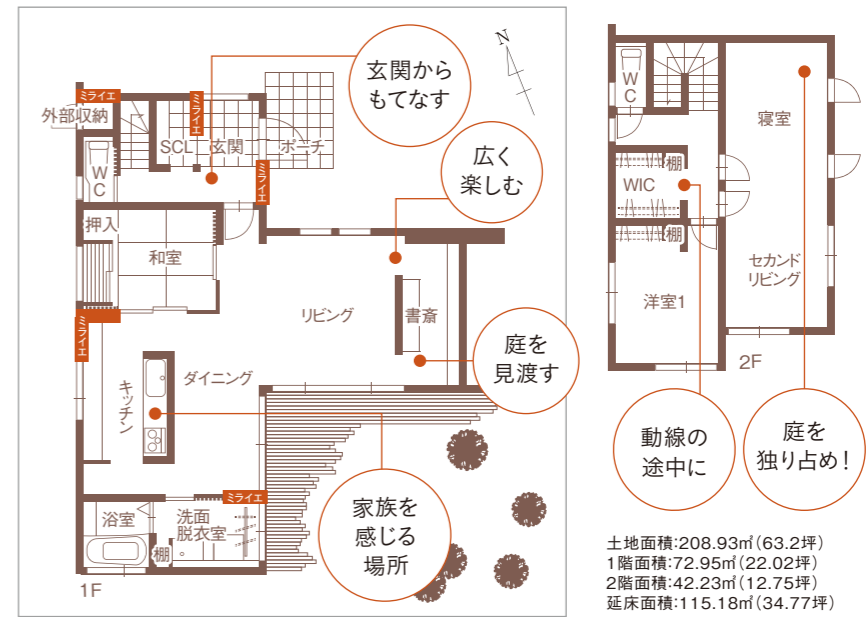 玄関から
もてなす
N
ミライエ
外部収納
ミライエ
SCL
玄関
ポーチ
WC
ミライエ
広く
楽しむ
押入
和室
リビング
書斎
ミライエ
庭を
見渡す
キッチン
ダイニング
ミライエ
家族を
感じる
場所
浴室
洗面
脱衣室
棚
1F
WC
寝室
棚
WIC
棚
セカンド
リビング
洋室1
2F
動線の
途中に
庭を
独り占め!
土地面積:208.93㎡(63.2坪)
1階面積:72.95㎡(22.02坪)
2階面積:42.23㎡(12.75坪)
延床面積:115.18㎡(34.77坪)